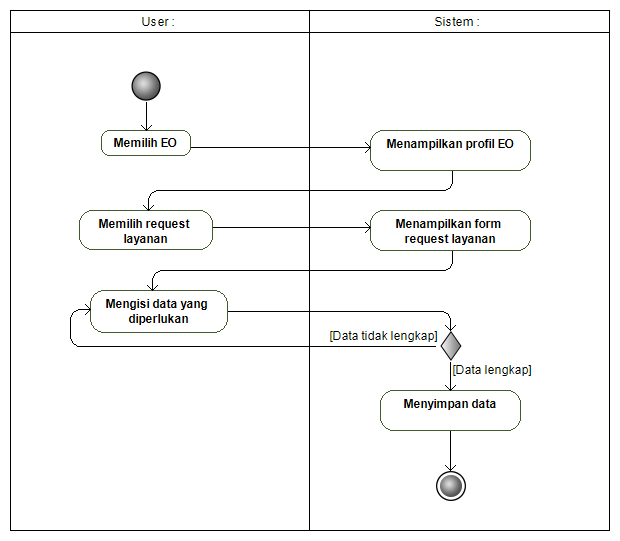 User :
Sistem :
Memilih EO
Menampilkan profil EO
Memilih request
layanan
Menampilkan form
request layanan
Mengisi data yang
diperlukan
[Data tidak lengkap]
[Data lengkap]
Menyimpan data